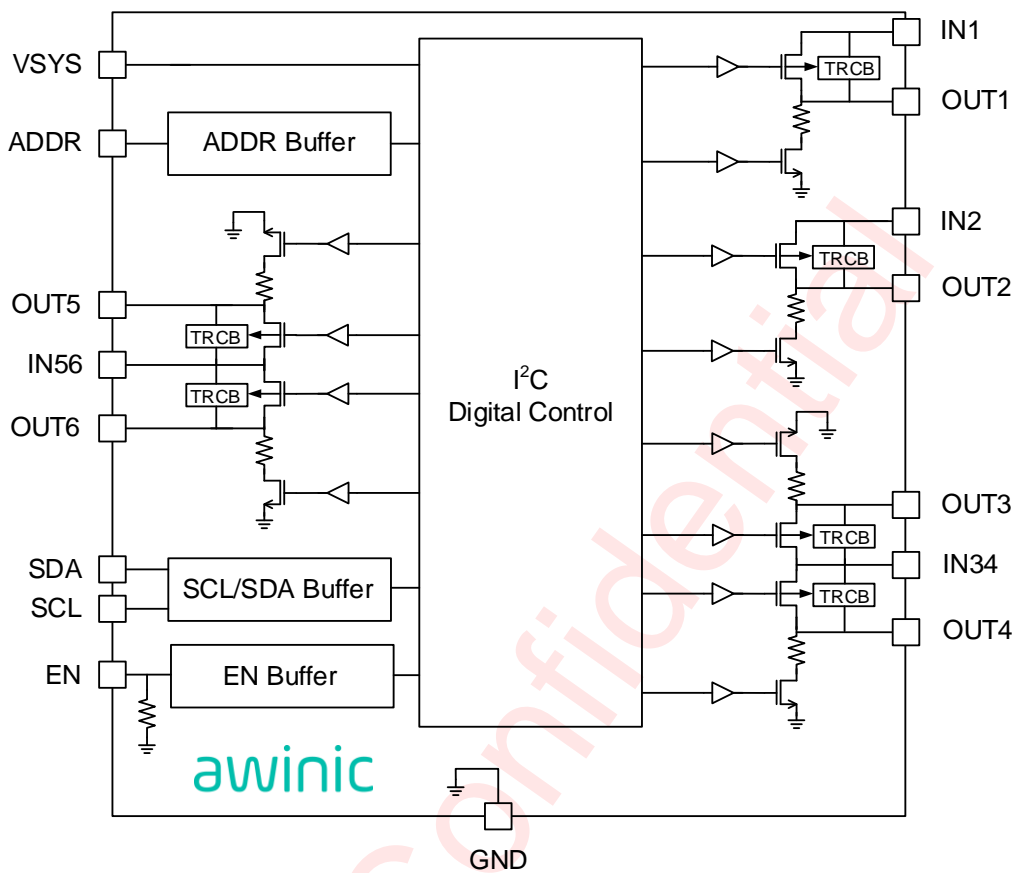 VSYS
ADDR
ADDR Buffer
OUT5
TRCB
IN56
TRCB
OUT6
SDA
SCL
SCL/SDA Buffer
EN
EN Buffer
I²C
Digital Control
IN1
TRCB
OUT1
IN2
TRCB
OUT2
OUT3
TRCB
IN34
TRCB
OUT4
awinic
GND
Confidential